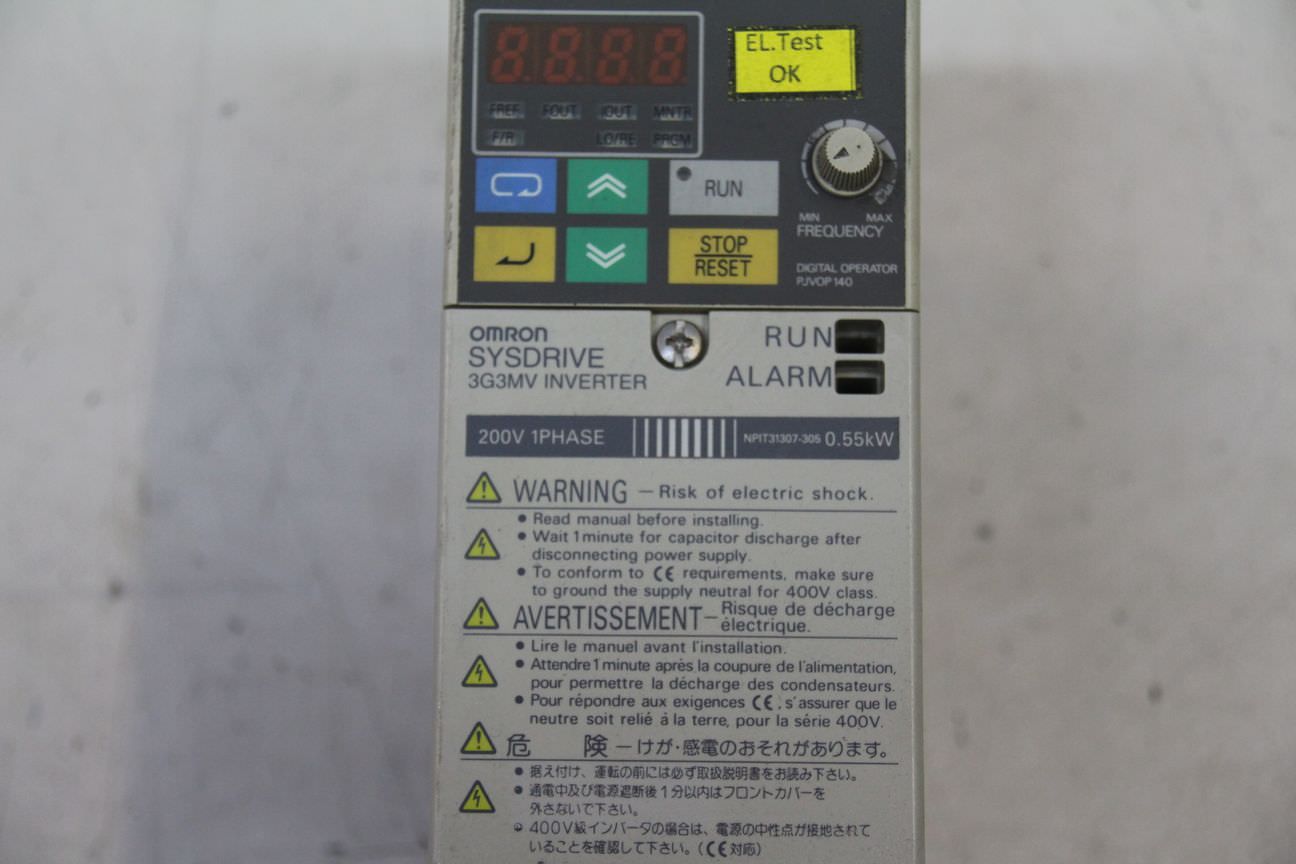 8.8.8.8.
EL.Test
OK
FREF FOUT IOUT MNTR
F/R LO/RE PRGM
RUN
STOP
RESET
MIN MAX
FREQUENCY
DIGITAL OPERATOR
PJVOP140
OMRON
SYSDRIVE
3G3MV INVERTER
RUN
ALARM
200V 1PHASE NPIT31307-305 0.55kW
WARNING – Risk of electric shock.
● Read manual before installing.
● Wait 1 minute for capacitor discharge after
disconnecting power supply.
● To conform to CE requirements, make sure
to ground the supply neutral for 400V class.
AVERTISSEMENT– Risque de décharge
électrique.
● Lire le manuel avant l'installation.
● Attendre 1 minute après la coupure de l'alimentation,
pour permettre la décharge des condensateurs.
● Pour répondre aux exigences CE, s'assurer que le
neutre soit relié á la terre, pour la série 400V.
危 険 – けが・感電のおそれがあります。
● 据え付け、運転の前には必ず取扱説明書をお読み下さい。
● 通電中及び電源遮断後1分以内はフロントカバーを
外さないで下さい。
● 400V級インバータの場合は、電源の中性点が接地されて
いることを確認して下さい。(CE対応)